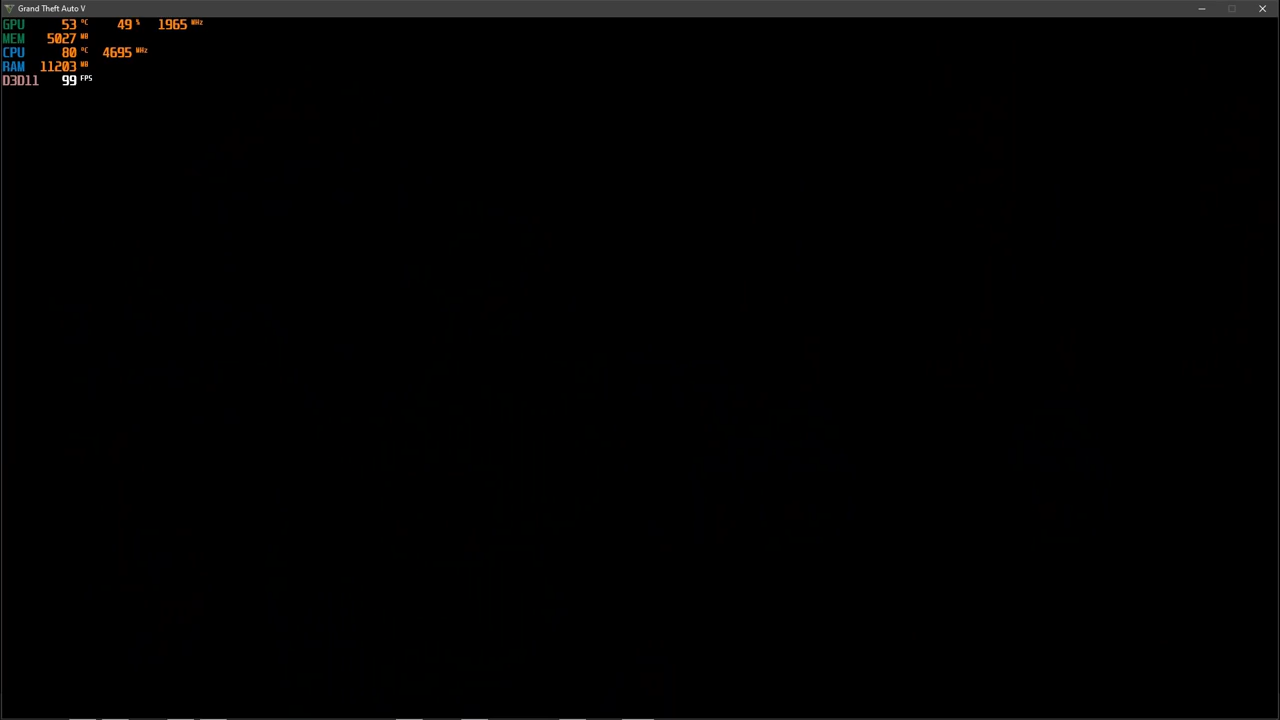 Grand Theft Auto V
GPU 53 °C 49 % 1965 MHz
MEM 5027 MB
CPU 80 °C 4695 MHz
RAM 11203 MB
D3D11 99 FPS